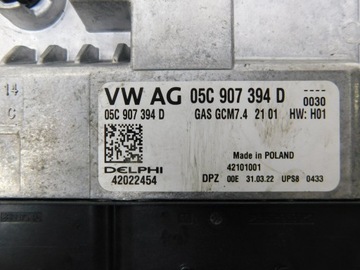 14
C
VW AG 05C 907 394 D
0030
05C 907 394 D GAS GCM7.4 21 01 HW: H01
Made in POLAND
DELPHI 42101001
42022454 DPZ 00E 31.03.22 UPS8 0433